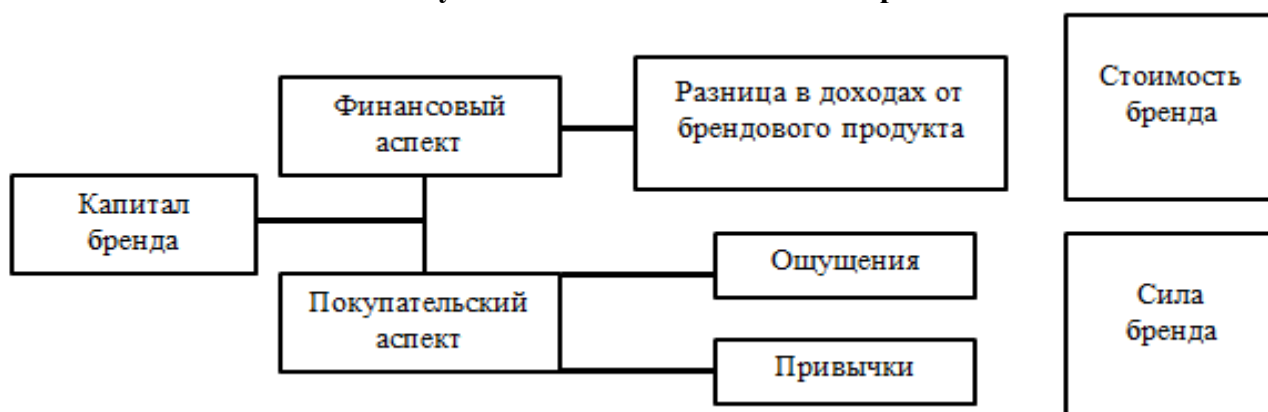 Финансовый
аспект
Разница в доходах от
брендового продукта
Стоимость
бренда
Капитал
бренда
Ощущения
Покупательский
аспект
Сила
бренда
Привычки